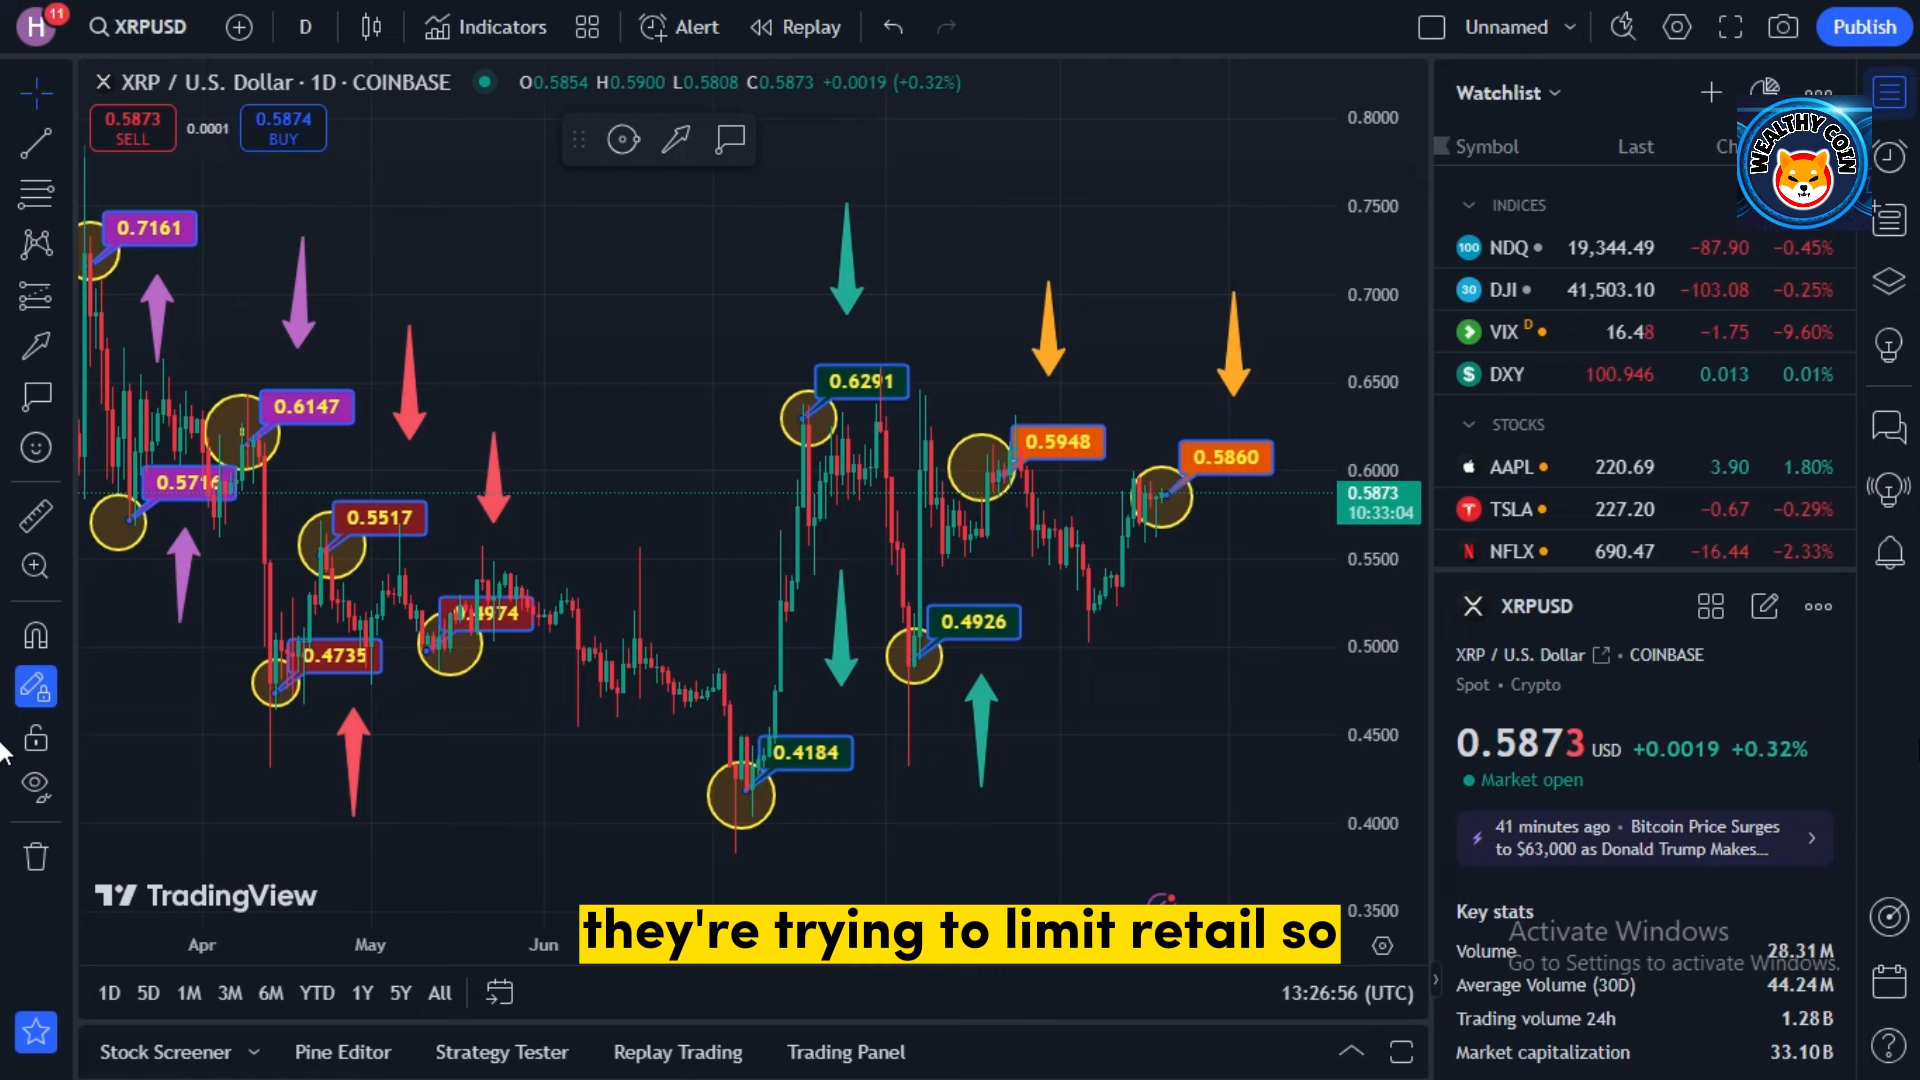 H 11 XRPUSD D Indicators Alert Replay Unnamed Publish
XRP / U.S. Dollar · 1D · COINBASE O0.5854 H0.5900 L0.5808 C0.5873 +0.0019 (+0.32%)
0.5873 SELL 0.0001 0.5874 BUY
0.8000
0.7500
0.7000
0.6500
0.6000
0.5873
10:33:04
0.5500
0.5000
0.4500
0.4000
0.3500
0.7161
0.6147
0.5716
0.5517
0.4974
0.4735
0.6291
0.4184
0.4926
0.5948
0.5860
TradingView
they're trying to limit retail so
Apr May Jun
1D 5D 1M 3M 6M YTD 1Y 5Y All 13:26:56 (UTC)
Stock Screener Pine Editor Strategy Tester Replay Trading Trading Panel
Watchlist
WEALTHY COIN
Symbol Last
INDICES
100 NDQ 19,344.49 −87.90 −0.45%
30 DJI 41,503.10 −103.08 −0.25%
VIX D 16.48 −1.75 −9.60%
$ DXY 100.946 0.013 0.01%
STOCKS
AAPL 220.69 3.90 1.80%
TSLA 227.20 −0.67 −0.29%
N NFLX 690.47 −16.44 −2.33%
XRPUSD
XRP / U.S. Dollar • COINBASE
Spot • Crypto
0.5873 USD +0.0019 +0.32%
Market open
41 minutes ago • Bitcoin Price Surges
to $63,000 as Donald Trump Makes...
Key stats
Activate Windows
Volume 28.31M
Go to Settings to activate Windows.
Average Volume (30D) 44.24M
Trading volume 24h 1.28B
Market capitalization 33.10B